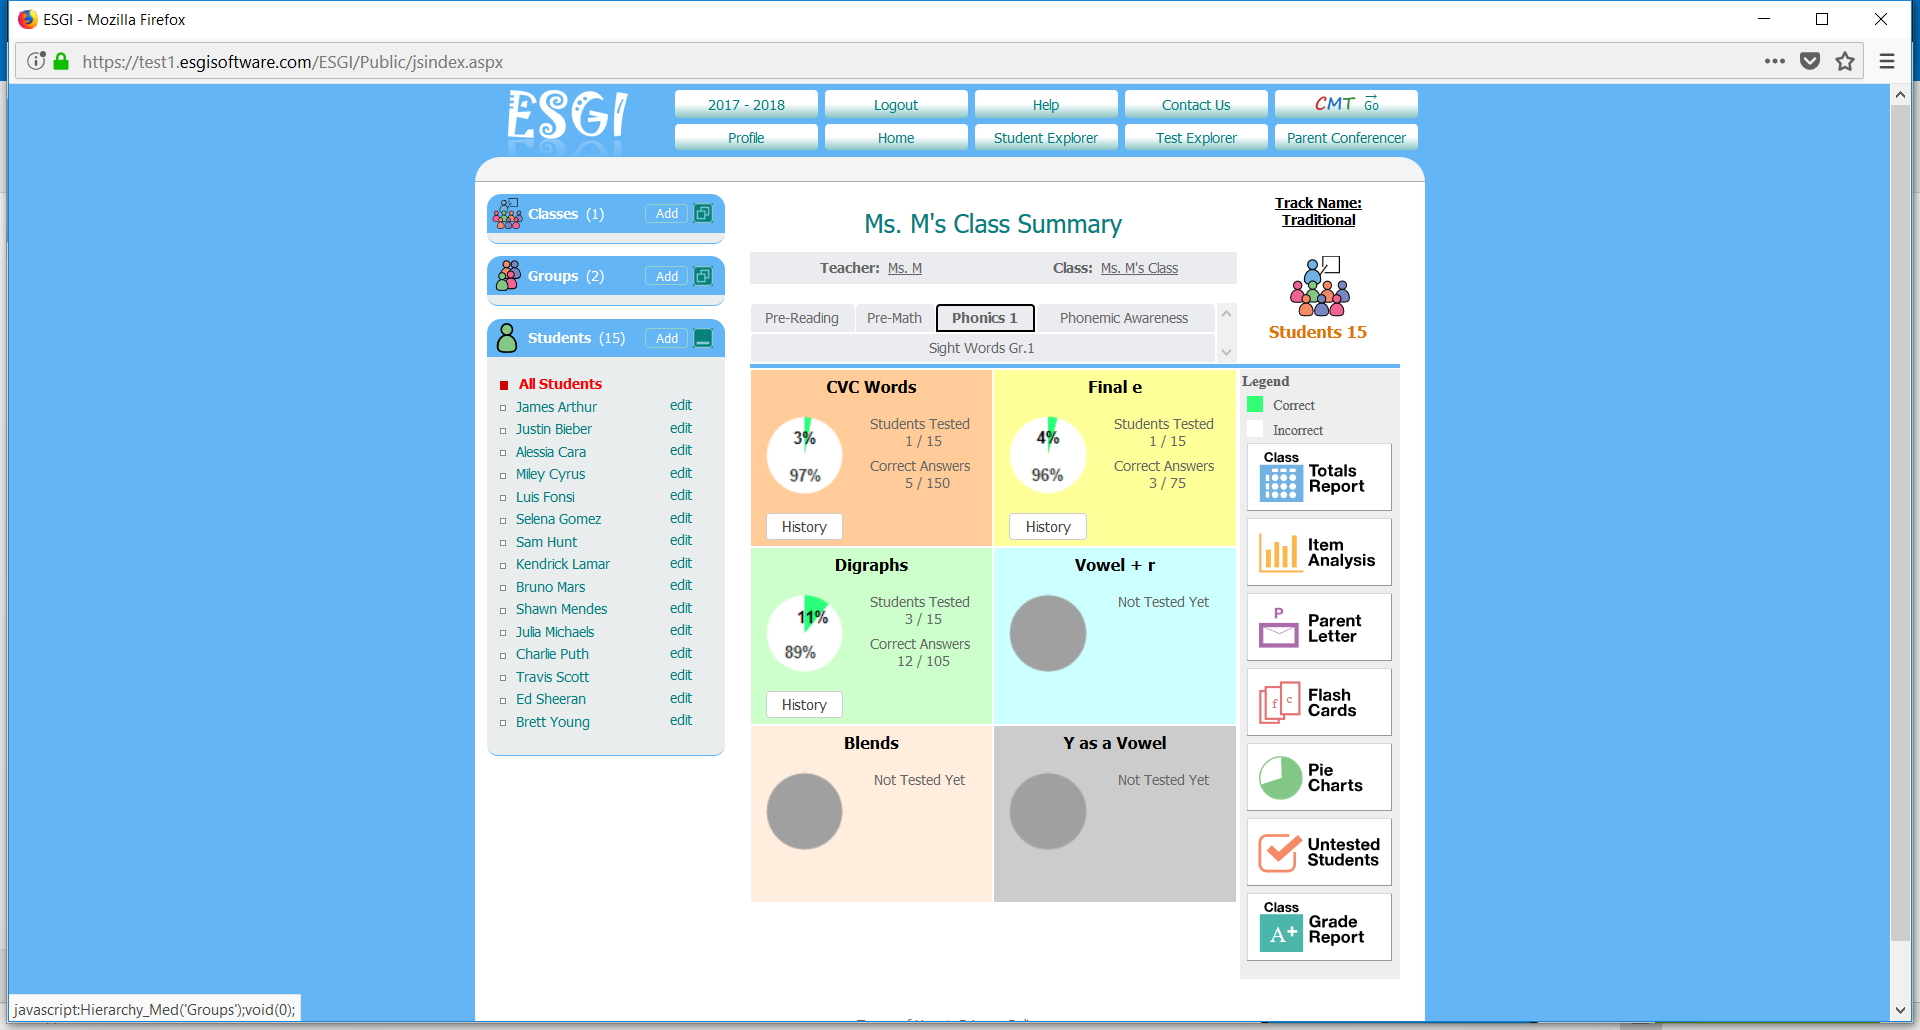 ESGI - Mozilla Firefox
https://test1.esgisoftware.com/ESGI/Public/jsindex.aspx
ESGI
2017 - 2018
Logout
Help
Contact Us
CMT Go
Profile
Home
Student Explorer
Test Explorer
Parent Conferencer
Classes (1)
Add
Groups (2)
Add
Students (15)
Add
All Students
James Arthur edit
Justin Bieber edit
Alessia Cara edit
Miley Cyrus edit
Luis Fonsi edit
Selena Gomez edit
Sam Hunt edit
Kendrick Lamar edit
Bruno Mars edit
Shawn Mendes edit
Julia Michaels edit
Charlie Puth edit
Travis Scott edit
Ed Sheeran edit
Brett Young edit
Ms. M's Class Summary
Teacher: Ms. M
Class: Ms. M's Class
Pre-Reading
Pre-Math
Phonics 1
Phonemic Awareness
Sight Words Gr.1
Track Name:
Traditional
Students 15
CVC Words
3%
97%
Students Tested
1 / 15
Correct Answers
5 / 150
History
Final e
4%
96%
Students Tested
1 / 15
Correct Answers
3 / 75
History
Digraphs
11%
89%
Students Tested
3 / 15
Correct Answers
12 / 105
History
Vowel + r
Not Tested Yet
Blends
Not Tested Yet
Y as a Vowel
Not Tested Yet
Legend
Correct
Incorrect
Class
Totals
Report
Item
Analysis
P
Parent
Letter
f c
Flash
Cards
Pie
Charts
Untested
Students
Class
A+
Grade
Report
javascript:Hierarchy_Med('Groups');void(0);